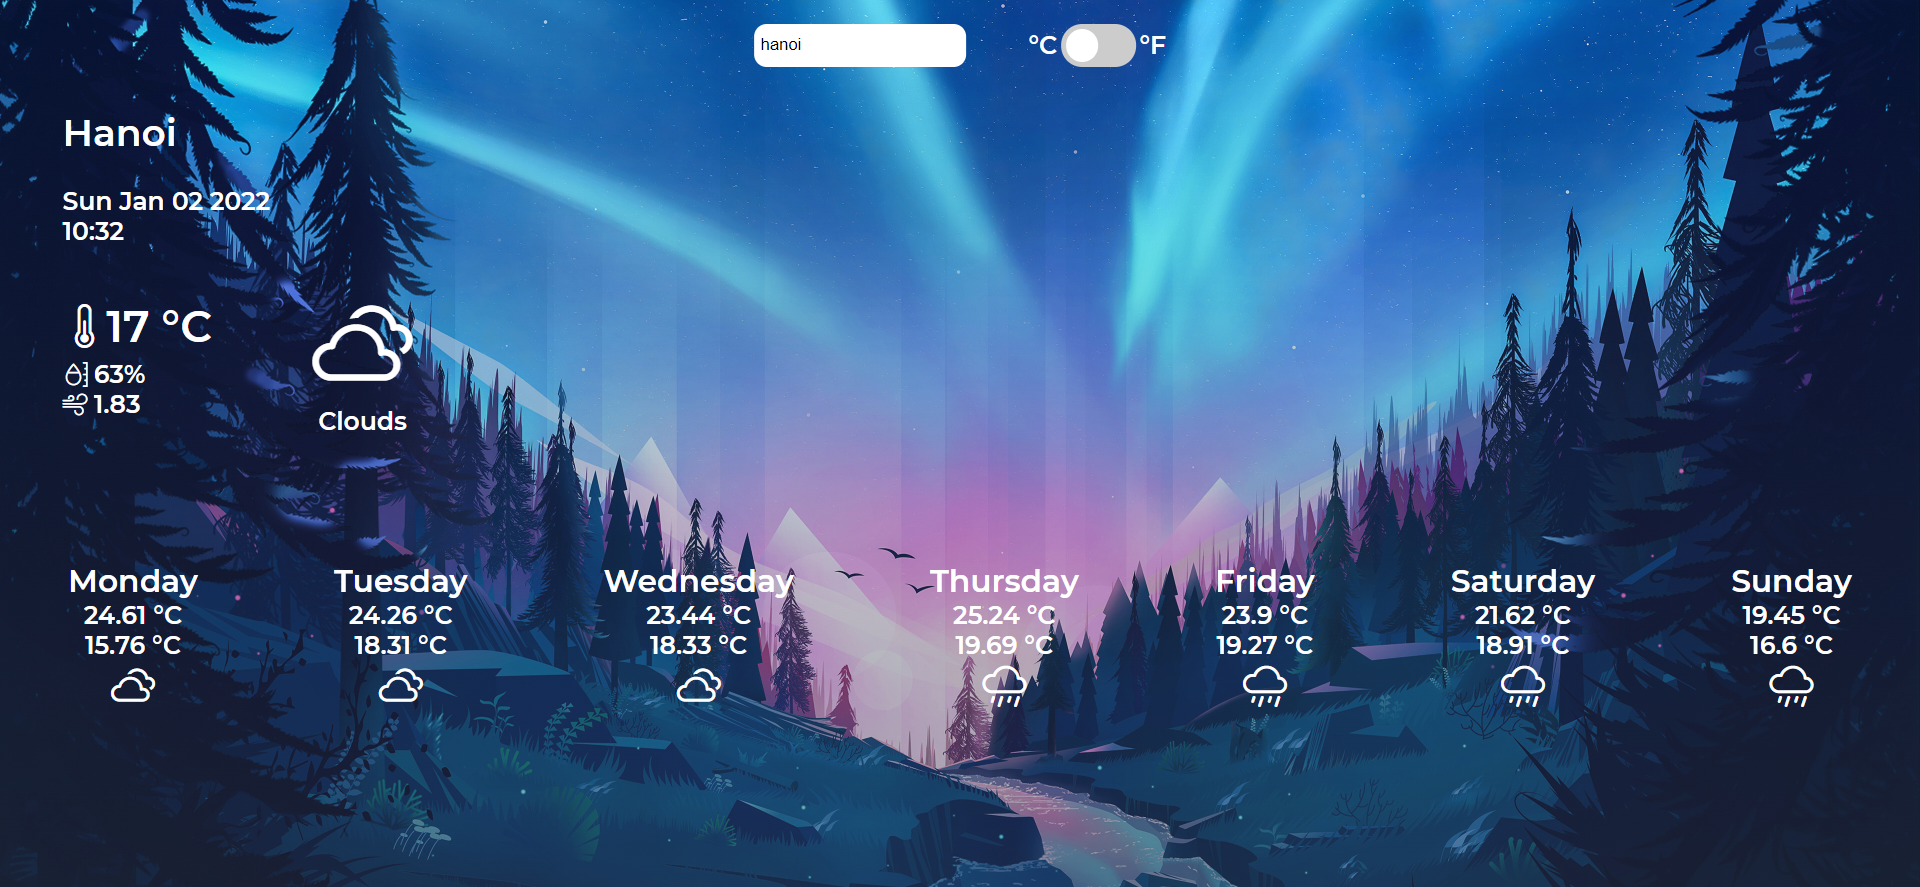 hanoi
°C °F
Hanoi
Sun Jan 02 2022
10:32
17 °C
63%
1.83
Clouds
Monday
24.61 °C
15.76 °C
Tuesday
24.26 °C
18.31 °C
Wednesday
23.44 °C
18.33 °C
Thursday
25.24 °C
19.69 °C
Friday
23.9 °C
19.27 °C
Saturday
21.62 °C
18.91 °C
Sunday
19.45 °C
16.6 °C